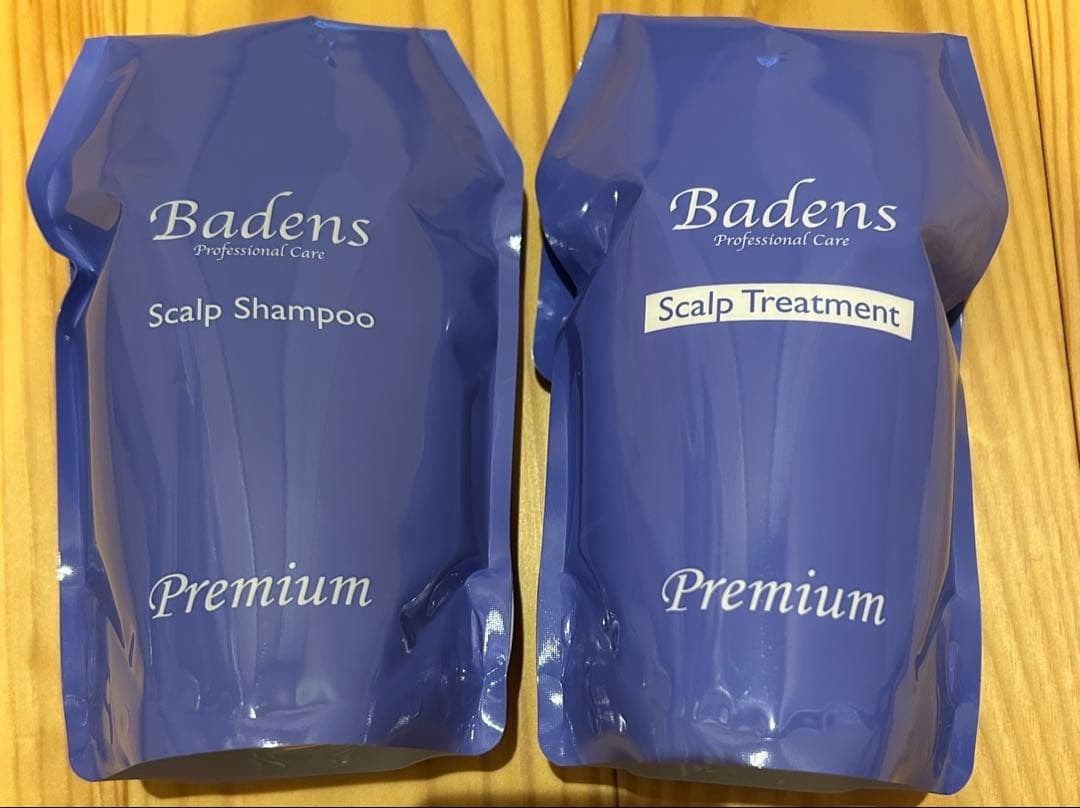 Badens
Professional Care
Scalp Shampoo
Premium
Badens
Professional Care
Scalp Treatment
Premium